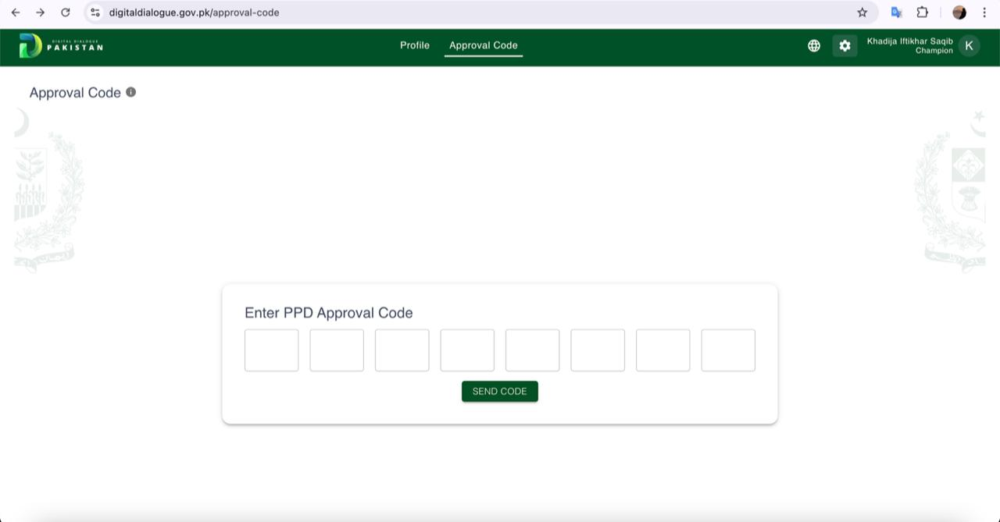 digitaldialogue.gov.pk/approval-code
DIGITAL DIALOGUE
PAKISTAN
Profile
Approval Code
Khadija Iftikhar Saqib
Champion
K
Approval Code
Enter PPD Approval Code
SEND CODE